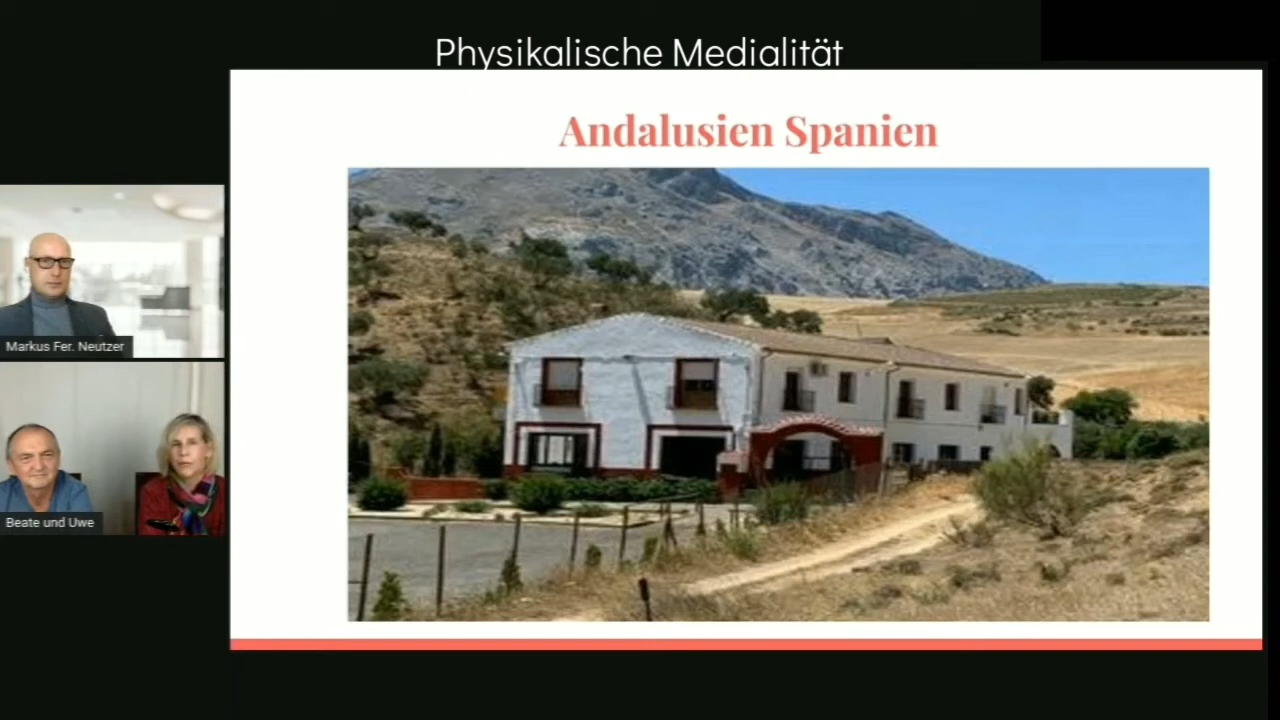 Physikalische Medialität
Andalusien Spanien
Markus Fer. Neutzer
Beate und Uwe